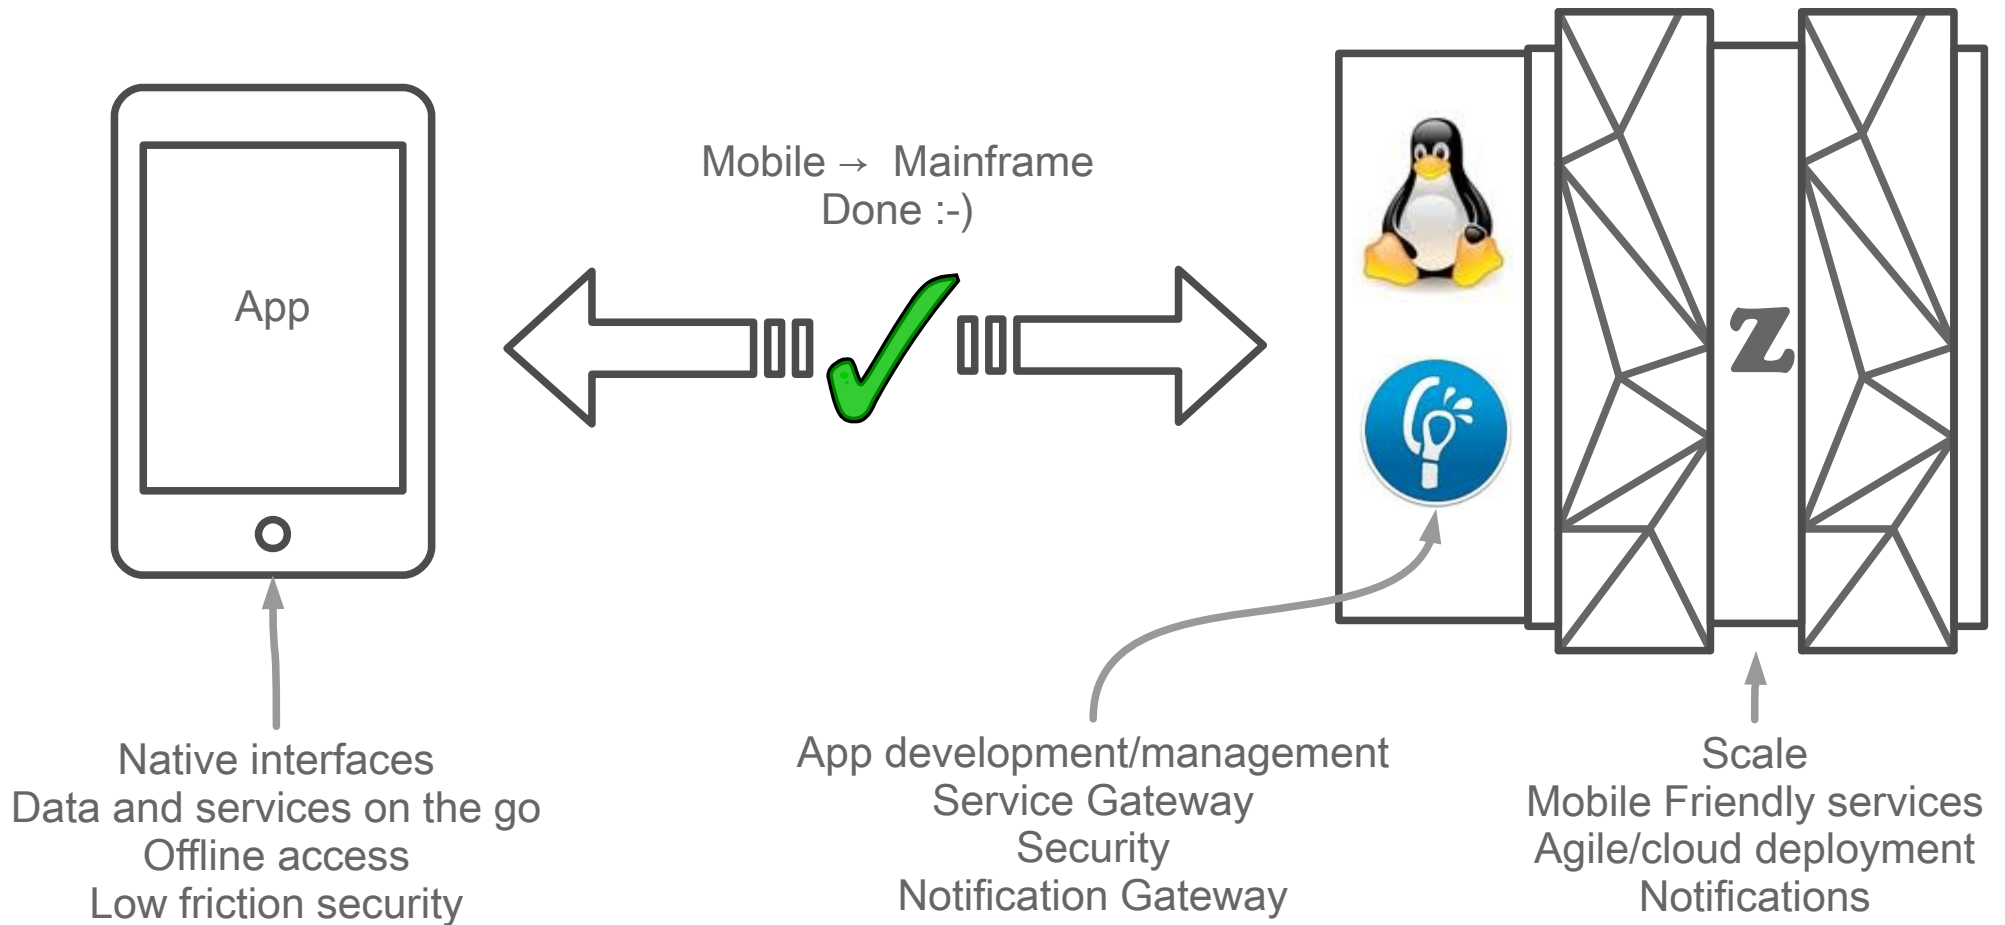 Mobile → Mainframe
Done :-)
App
z
Native interfaces
Data and services on the go
Offline access
Low friction security
App development/management
Service Gateway
Security
Notification Gateway
Scale
Mobile Friendly services
Agile/cloud deployment
Notifications